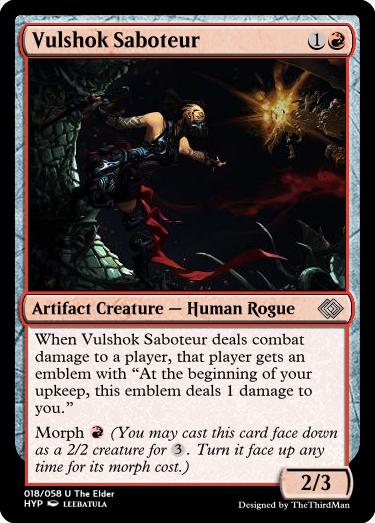 Vulshok Saboteur 1
Artifact Creature — Human Rogue
When Vulshok Saboteur deals combat
damage to a player, that player gets an
emblem with “At the beginning of your
upkeep, this emblem deals 1 damage to
you.”
Morph (You may cast this card face down
as a 2/2 creature for 3. Turn it face up any
time for its morph cost.)
2/3
018/058 U The Elder
HYP LEEBATULA
Designed by TheThirdMan